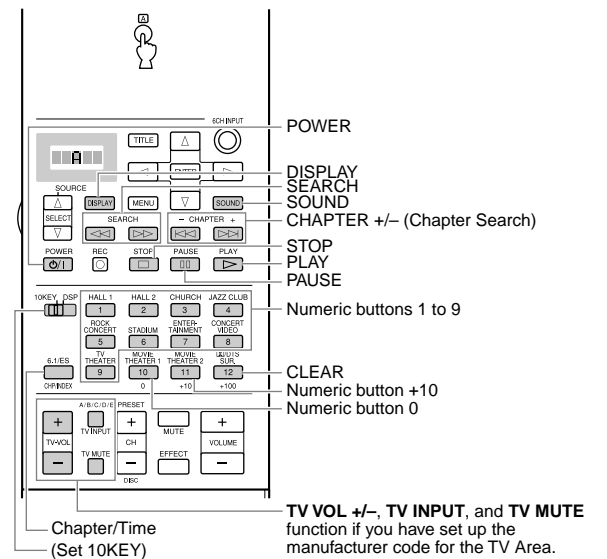 A
6CH INPUT
TITLE
POWER
A
ENTER
DISPLAY
SOURCE
SEARCH
DISPLAY
MENU
SOUND
SOUND
SELECT
SEARCH
– CHAPTER +
CHAPTER +/– (Chapter Search)
STOP
POWER
REC
STOP
PAUSE
PLAY
PLAY
PAUSE
10KEY DSP
HALL 1
HALL 2
CHURCH
JAZZ CLUB
Numeric buttons 1 to 9
1
2
3
4
ROCK CONCERT
STADIUM
ENTER-TAINMENT
CONCERT VIDEO
5
6
7
8
TV THEATER
MOVIE THEATER 1
MOVIE THEATER 2
/DTS SUR.
6.1/ES
9
10
11
12
CLEAR
CHP/INDEX
0
+10
+100
Numeric button +10
Numeric button 0
A/B/C/D/E
PRESET
+
TV INPUT
+
MUTE
+
TV-VOL
TV MUTE
CH
EFFECT
VOLUME
–
–
–
DISC
TV VOL +/–, TV INPUT, and TV MUTE
function if you have set up the
manufacturer code for the TV Area.
Chapter/Time
(Set 10KEY)